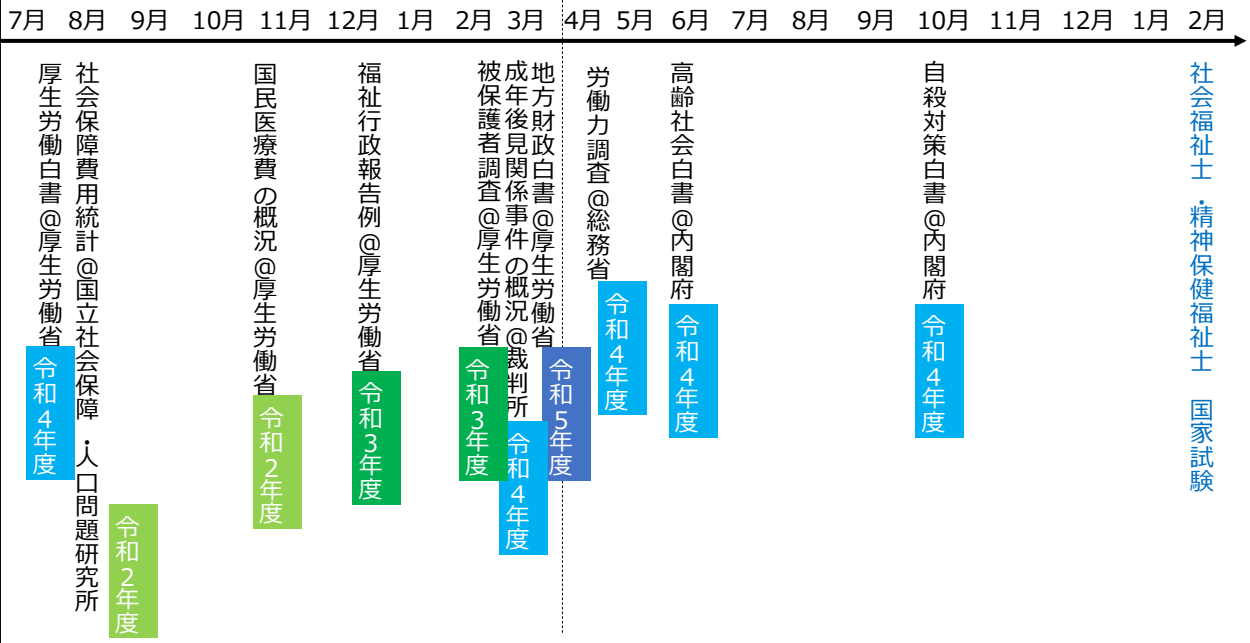 7月 8月 9月 10月 11月 12月 1月 2月 3月 4月 5月 6月 7月 8月 9月 10月 11月 12月 1月 2月
厚生労働白書@厚生労働省
令和4年度
社会保障費用統計@国立社会保障・人口問題研究所
令和2年度
国民医療費の概況@厚生労働省
令和2年度
福祉行政報告例@厚生労働省
令和3年度
被保護者調査@厚生労働省
令和3年度
成年後見関係事件の概況@裁判所
令和4年度
地方財政白書@厚生労働省
令和5年度
労働力調査@総務省
令和4年度
高齢社会白書@内閣府
令和4年度
自殺対策白書@内閣府
令和4年度
社会福祉士・精神保健福祉士 国家試験